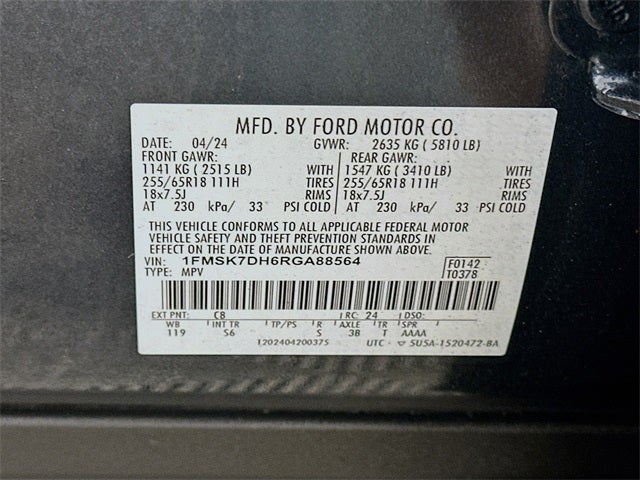 MFD. BY FORD MOTOR CO.
DATE: 04/24 GVWR: 2635 KG ( 5810 LB)
FRONT GAWR: REAR GAWR:
1141 KG ( 2515 LB) WITH 1547 KG ( 3410 LB) WITH
255/65R18 111H TIRES 255/65R18 111H TIRES
18x7.5J RIMS 18x7.5J RIMS
AT 230 kPa/ 33 PSI COLD AT 230 kPa/ 33 PSI COLD
THIS VEHICLE CONFORMS TO ALL APPLICABLE FEDERAL MOTOR
VEHICLE SAFETY AND THEFT PREVENTION STANDARDS IN
EFFECT ON THE DATE OF MANUFACTURE SHOWN ABOVE.
VIN: 1FMSK7DH6RGA88564 F0142
TYPE: MPV T0378
EXT PNT: C8 RC: 24 DSO:
WB INT TR TP/PS R AXLE TR SPR
119 S6 S 3B T AAAA
1202404200375 UTC 5U5A-1520472-BA